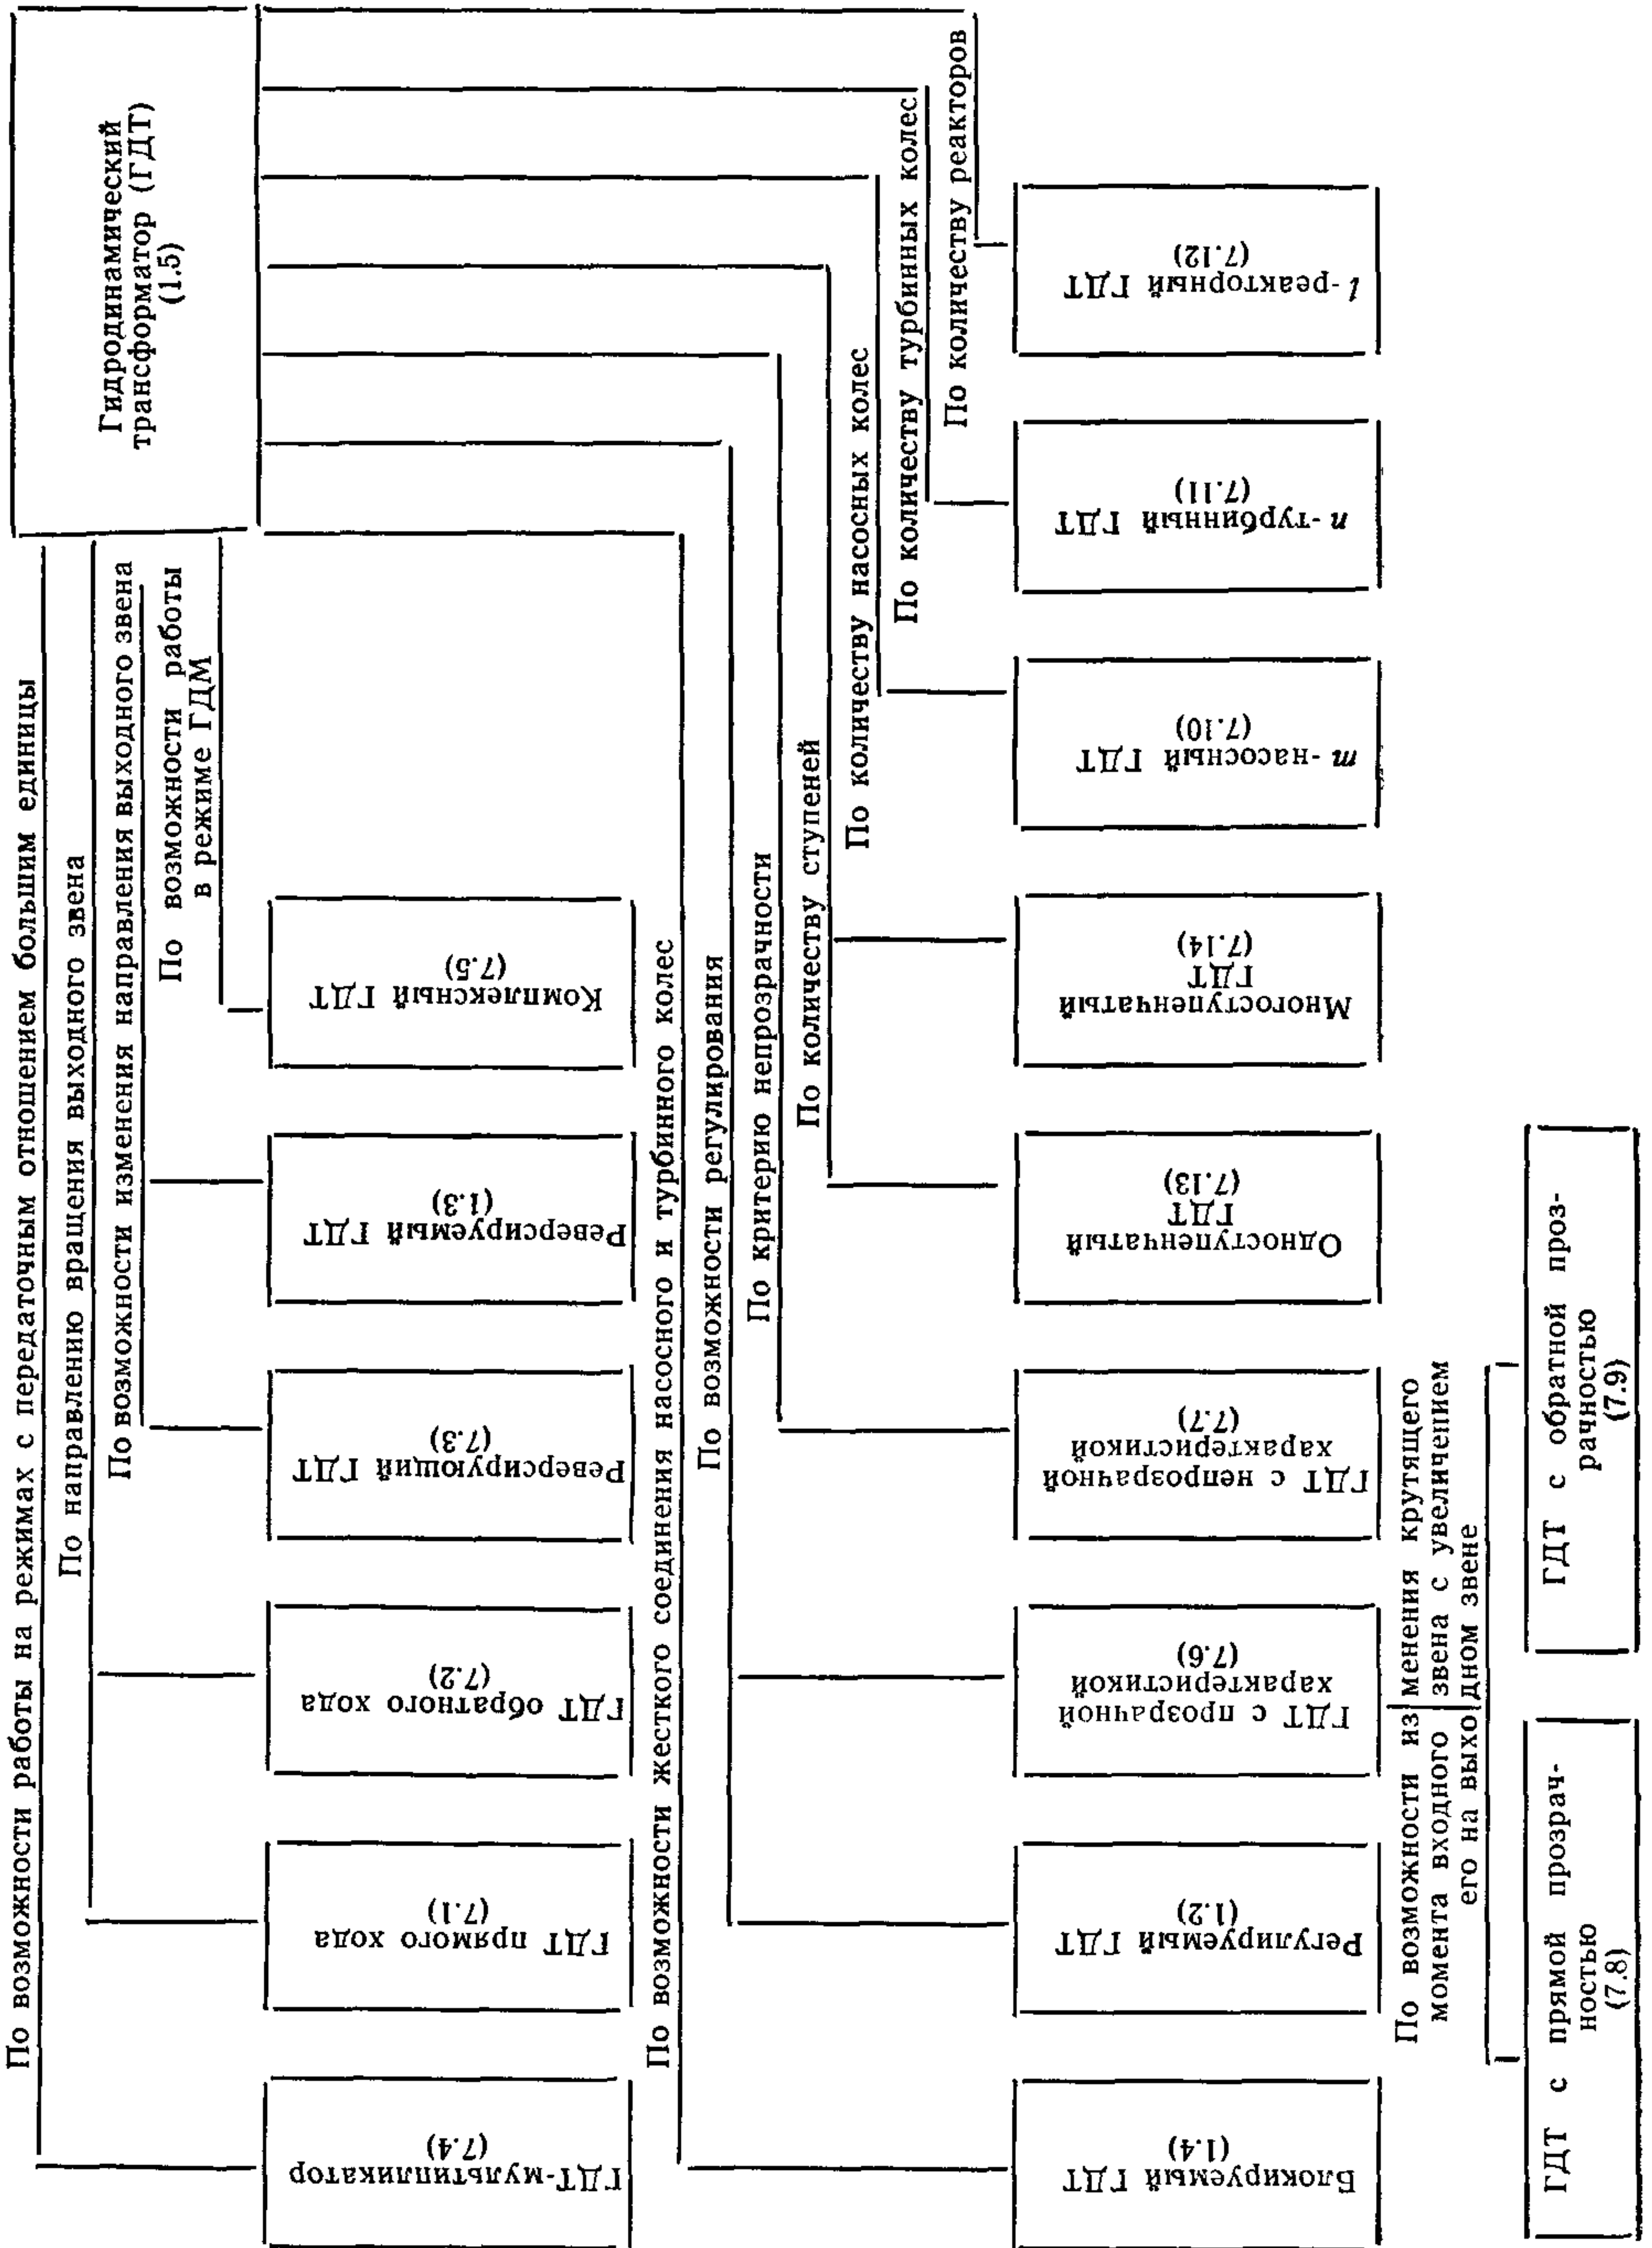 Гидродинамический
трансформатор (ГДТ)
(1.5)
По возможности работы на режимах с передаточным отношением большим единицы
По направлению вращения выходного звена
По возможности изменения направления выходного звена
По возможности работы
в режиме ГДМ
ГДТ-мультипликатор
(7.4)
ГДТ прямого хода
(7.1)
ГДТ обратного хода
(7.2)
Реверсирующий ГДТ
(7.3)
Реверсируемый ГДТ
(1.3)
Комплексный ГДТ
(7.5)
По возможности жесткого соединения насосного и турбинного колес
По возможности регулирования
По критерию непрозрачности
По количеству ступеней
По количеству насосных колес
По количеству турбинных колес
По количеству реакторов
Блокируемый ГДТ
(1.4)
Регулируемый ГДТ
(1.2)
ГДТ с прозрачной
характеристикой
(7.6)
ГДТ с непрозрачной
характеристикой
(7.7)
Одноступенчатый
ГДТ
(7.13)
Многоступенчатый
ГДТ
(7.14)
m-насосный ГДТ
(7.10)
n-турбинный ГДТ
(7.11)
l-реакторный ГДТ
(7.12)
По возможности изменения крутящего
момента входного звена с увеличением
его на выходном звене
ГДТ с прямой прозрач-
ностью
(7.8)
ГДТ с обратной проз-
рачностью
(7.9)